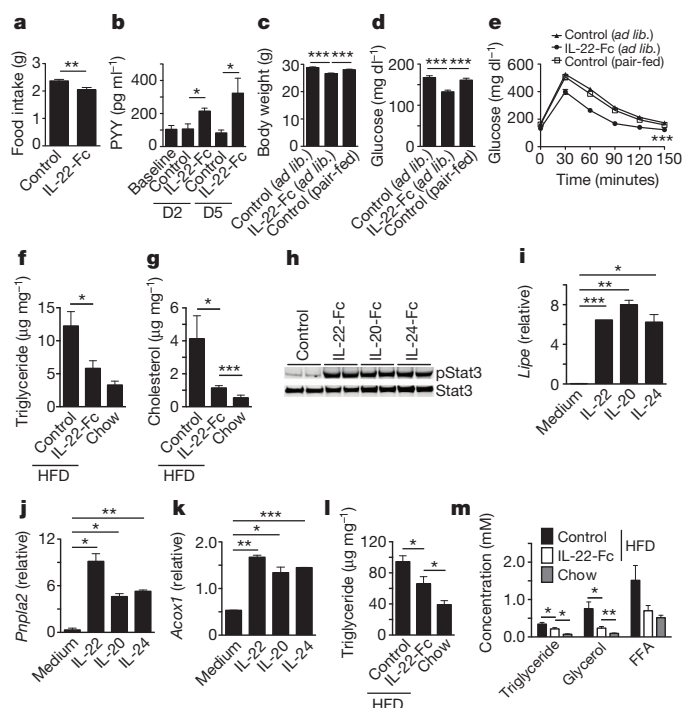 a
Food intake (g)
3
2
1
0
**
Control
IL-22-Fc
b
PYY (pg ml⁻¹)
400
200
0
*
*
Baseline
Control
IL-22-Fc
Control
IL-22-Fc
D2
D5
c
Body weight (g)
30
20
10
0
*** ***
Control (ad lib.)
IL-22-Fc (ad lib.)
Control (pair-fed)
d
Glucose (mg dl⁻¹)
200
100
0
*** ***
Control (ad lib.)
IL-22-Fc (ad lib.)
Control (pair-fed)
e
Glucose (mg dl⁻¹)
600
400
200
0
Control (ad lib.)
IL-22-Fc (ad lib.)
Control (pair-fed)
***
0 30 60 90 120 150
Time (minutes)
f
Triglyceride (µg mg⁻¹)
15
10
5
0
*
Control
IL-22-Fc
Chow
HFD
g
Cholesterol (µg mg⁻¹)
6
4
2
0
*
***
Control
IL-22-Fc
Chow
HFD
h
Control
IL-22-Fc
IL-20-Fc
IL-24-Fc
pStat3
Stat3
i
Lipe (relative)
8
4
0
*
**
***
Medium
IL-22
IL-20
IL-24
j
Pnpla2 (relative)
10
5
0
**
*
*
Medium
IL-22
IL-20
IL-24
k
Acox1 (relative)
2.0
1.0
0
***
*
**
Medium
IL-22
IL-20
IL-24
l
Triglyceride (µg mg⁻¹)
120
80
40
0
*
*
Control
IL-22-Fc
Chow
HFD
m
Concentration (mM)
2.0
1.0
0
Control
IL-22-Fc
Chow
HFD
* *
*
**
Triglyceride
Glycerol
FFA